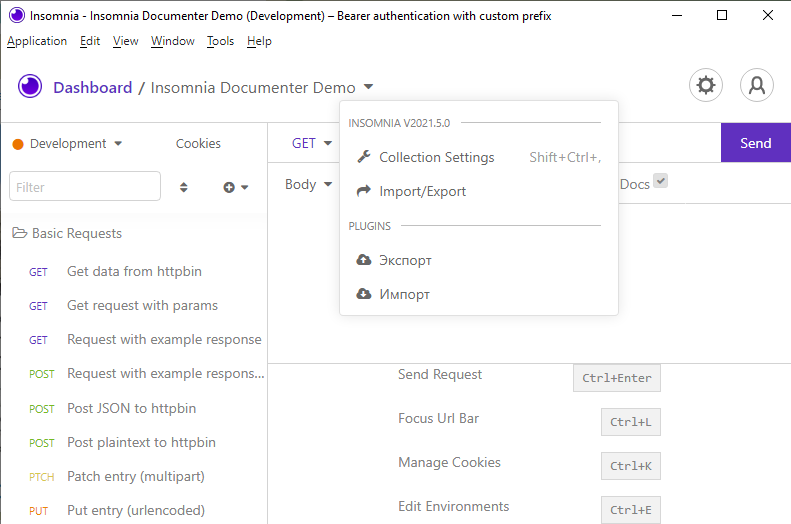 Insomnia - Insomnia Documenter Demo (Development) – Bearer authentication with custom prefix
Application Edit View Window Tools Help
Dashboard / Insomnia Documenter Demo
INSOMNIA V2021.5.0
Development Cookies GET Send
Collection Settings Shift+Ctrl+,
Filter Body Import/Export Docs
PLUGINS
Basic Requests
Экспорт
GET Get data from httpbin
Импорт
GET Get request with params
GET Request with example response
POST Request with example respons...
Send Request Ctrl+Enter
POST Post JSON to httpbin
Focus Url Bar Ctrl+L
POST Post plaintext to httpbin
Manage Cookies Ctrl+K
PTCH Patch entry (multipart)
PUT Put entry (urlencoded)
Edit Environments Ctrl+E